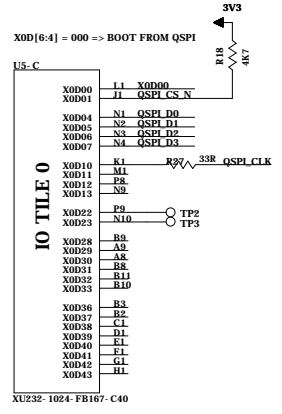 3V3
X0D[6:4] = 000 => BOOT FROM QSPI
R18
4K7
U5-C
X0D00 L1 X0D00
X0D01 J1 QSPI_CS_N
X0D04 N1 QSPI_D0
X0D05 N2 QSPI_D1
X0D06 N3 QSPI_D2
X0D07 N4 QSPI_D3
X0D10 K1 R27 33R QSPI_CLK
X0D11 M1
X0D12 P8
X0D13 N9
IO TILE 0
X0D22 P9 TP2
X0D23 N10 TP3
X0D28 B9
X0D29 A9
X0D30 A8
X0D31 B8
X0D32 B11
X0D33 B10
X0D36 B3
X0D37 B2
X0D38 C1
X0D39 D1
X0D40 E1
X0D41 F1
X0D42 G1
X0D43 H1
XU232-1024-FB167-C40